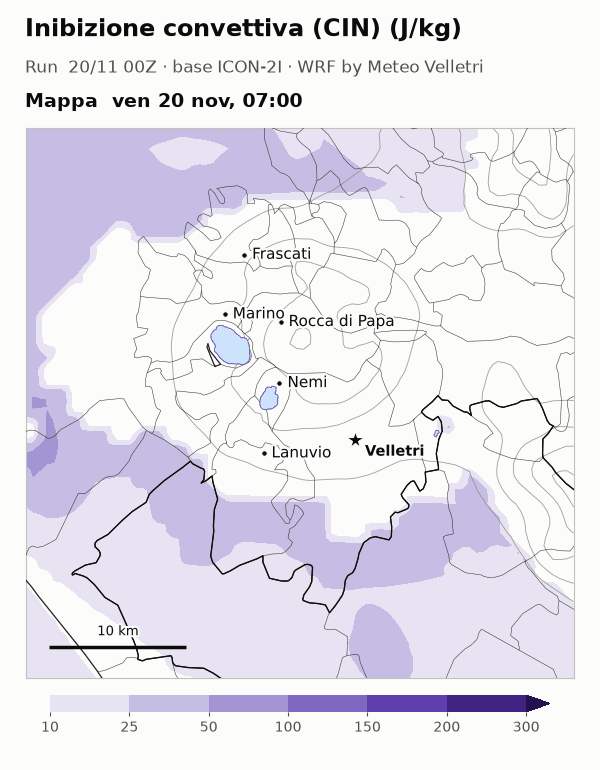 Inibizione convettiva (CIN) (J/kg)
Run  20/11 00Z · base ICON-2I · WRF by Meteo Velletri
Mappa  ven 20 nov, 07:00
Frascati
Marino
Rocca di Papa
Nemi
Velletri
Lanuvio
10 km
10 25 50 100 150 200 300